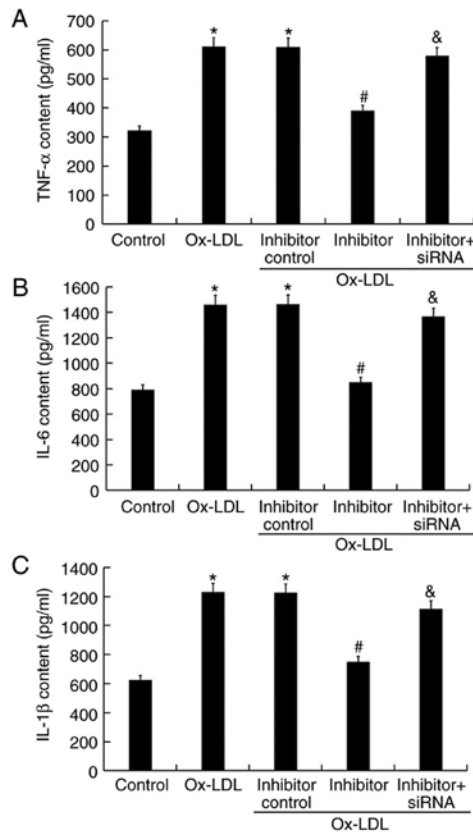 A
TNF-α content (pg/ml)
700
600
500
400
300
200
100
0
*
*
#
&
Control
Ox-LDL
Inhibitor
control
Inhibitor
Inhibitor+
siRNA
Ox-LDL
B
IL-6 content (pg/ml)
1600
1400
1200
1000
800
600
400
200
0
*
*
#
&
Control
Ox-LDL
Inhibitor
control
Inhibitor
Inhibitor+
siRNA
Ox-LDL
C
IL-1β content (pg/ml)
1400
1200
1000
800
600
400
200
0
*
*
#
&
Control
Ox-LDL
Inhibitor
control
Inhibitor
Inhibitor+
siRNA
Ox-LDL